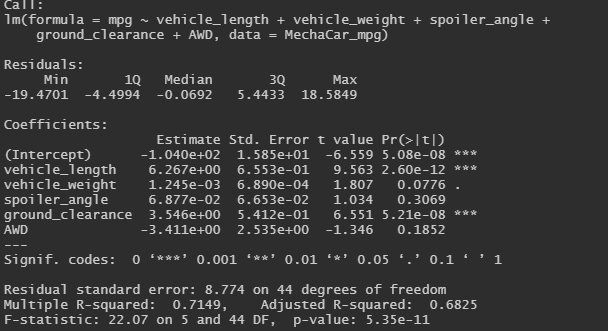 Call:
lm(formula = mpg ~ vehicle_length + vehicle_weight + spoiler_angle +
    ground_clearance + AWD, data = MechaCar_mpg)

Residuals:
     Min       1Q   Median       3Q      Max
-19.4701  -4.4994  -0.0692   5.4433  18.5849

Coefficients:
                   Estimate Std. Error t value Pr(>|t|)
(Intercept)      -1.040e+02  1.585e+01  -6.559 5.08e-08 ***
vehicle_length    6.267e+00  6.553e-01   9.563 2.60e-12 ***
vehicle_weight    1.245e-03  6.890e-04   1.807   0.0776 .
spoiler_angle     6.877e-02  6.653e-02   1.034   0.3069
ground_clearance  3.546e+00  5.412e-01   6.551 5.21e-08 ***
AWD              -3.411e+00  2.535e+00  -1.346   0.1852
---
Signif. codes:  0 ‘***’ 0.001 ‘**’ 0.01 ‘*’ 0.05 ‘.’ 0.1 ‘ ’ 1

Residual standard error: 8.774 on 44 degrees of freedom
Multiple R-squared:  0.7149,	Adjusted R-squared:  0.6825
F-statistic: 22.07 on 5 and 44 DF,  p-value: 5.35e-11